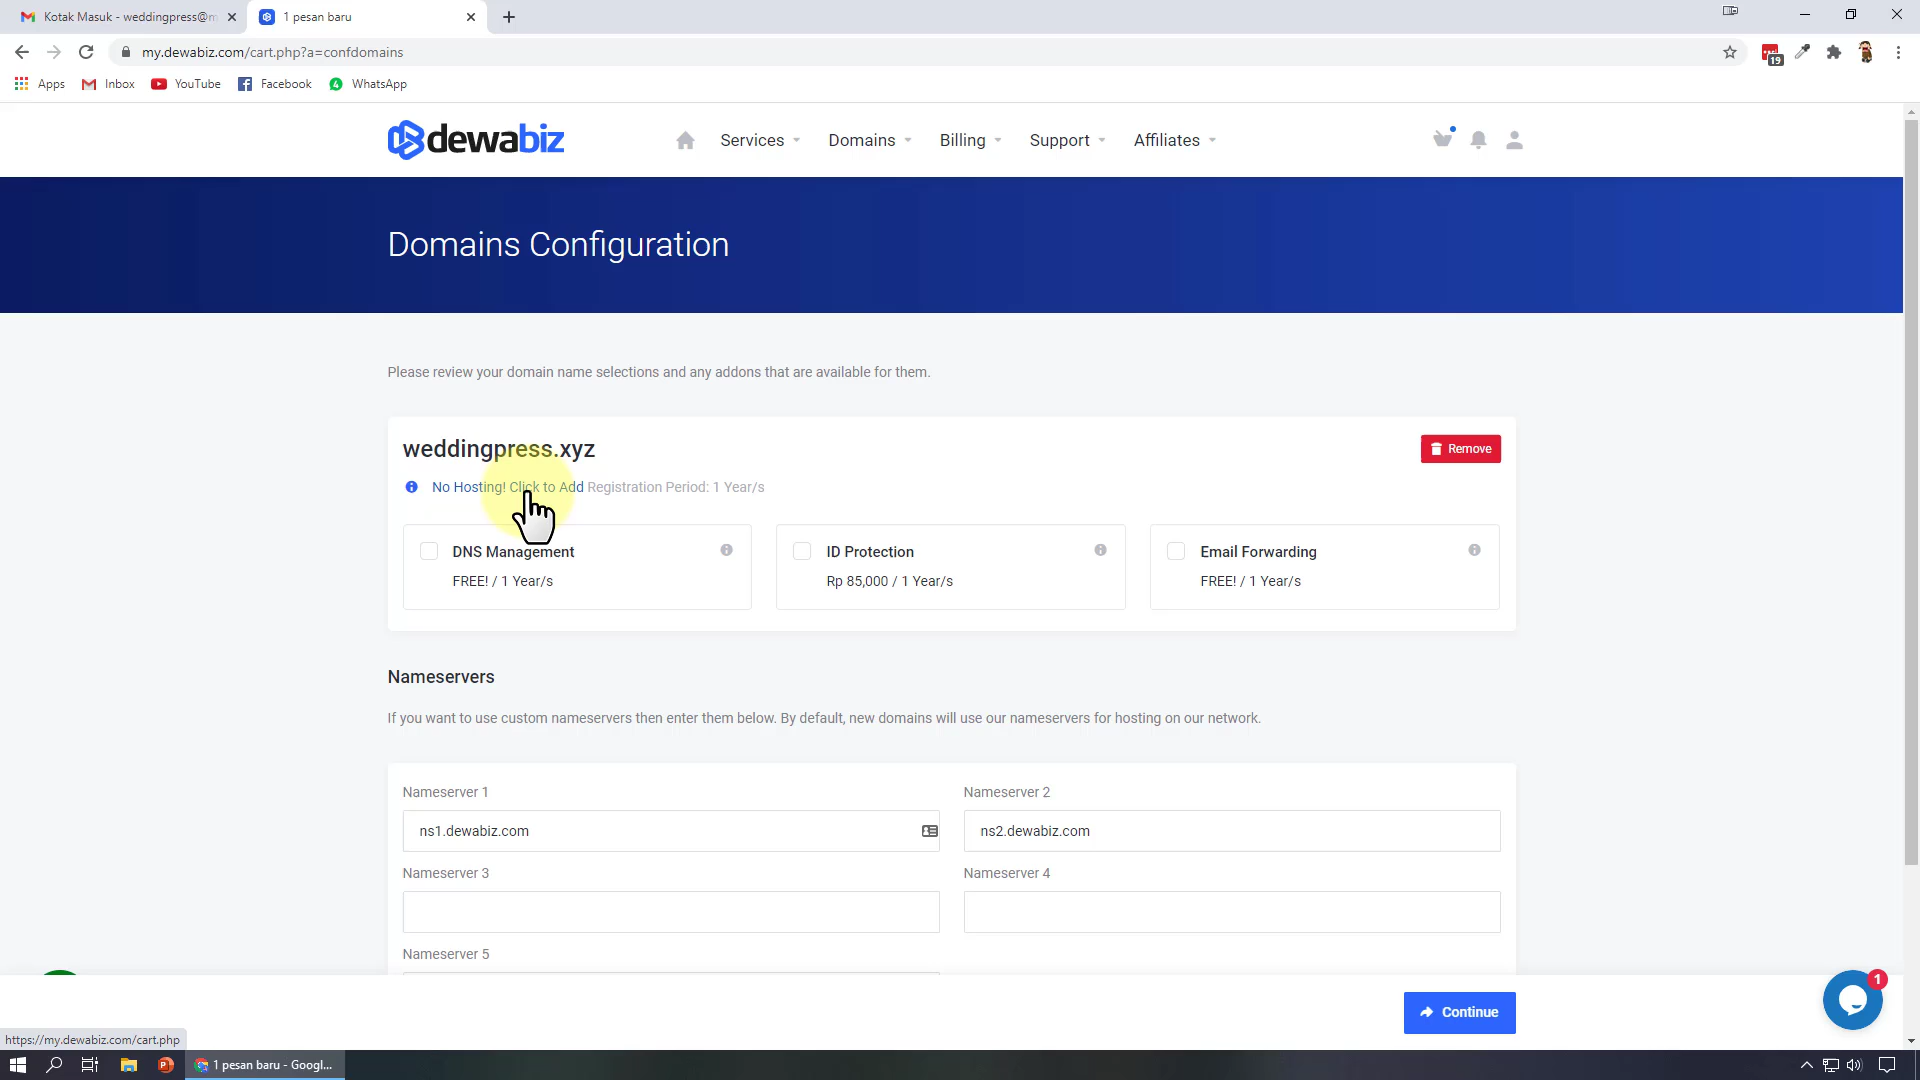 Kotak Masuk - weddingpress@m
1 pesan baru
my.dewabiz.com/cart.php?a=confdomains
19
Apps
Inbox
YouTube
Facebook
4
WhatsApp
dewabiz
Services
Domains
Billing
Support
Affiliates
Domains Configuration
Please review your domain name selections and any addons that are available for them.
weddingpress.xyz
Remove
No Hosting! Click to Add Registration Period: 1 Year/s
DNS Management
FREE! / 1 Year/s
ID Protection
Rp 85,000 / 1 Year/s
Email Forwarding
FREE! / 1 Year/s
Nameservers
If you want to use custom nameservers then enter them below. By default, new domains will use our nameservers for hosting on our network.
Nameserver 1
Nameserver 2
ns1.dewabiz.com
ns2.dewabiz.com
Nameserver 3
Nameserver 4
Nameserver 5
1
Continue
https://my.dewabiz.com/cart.php
1 pesan baru - Googl...